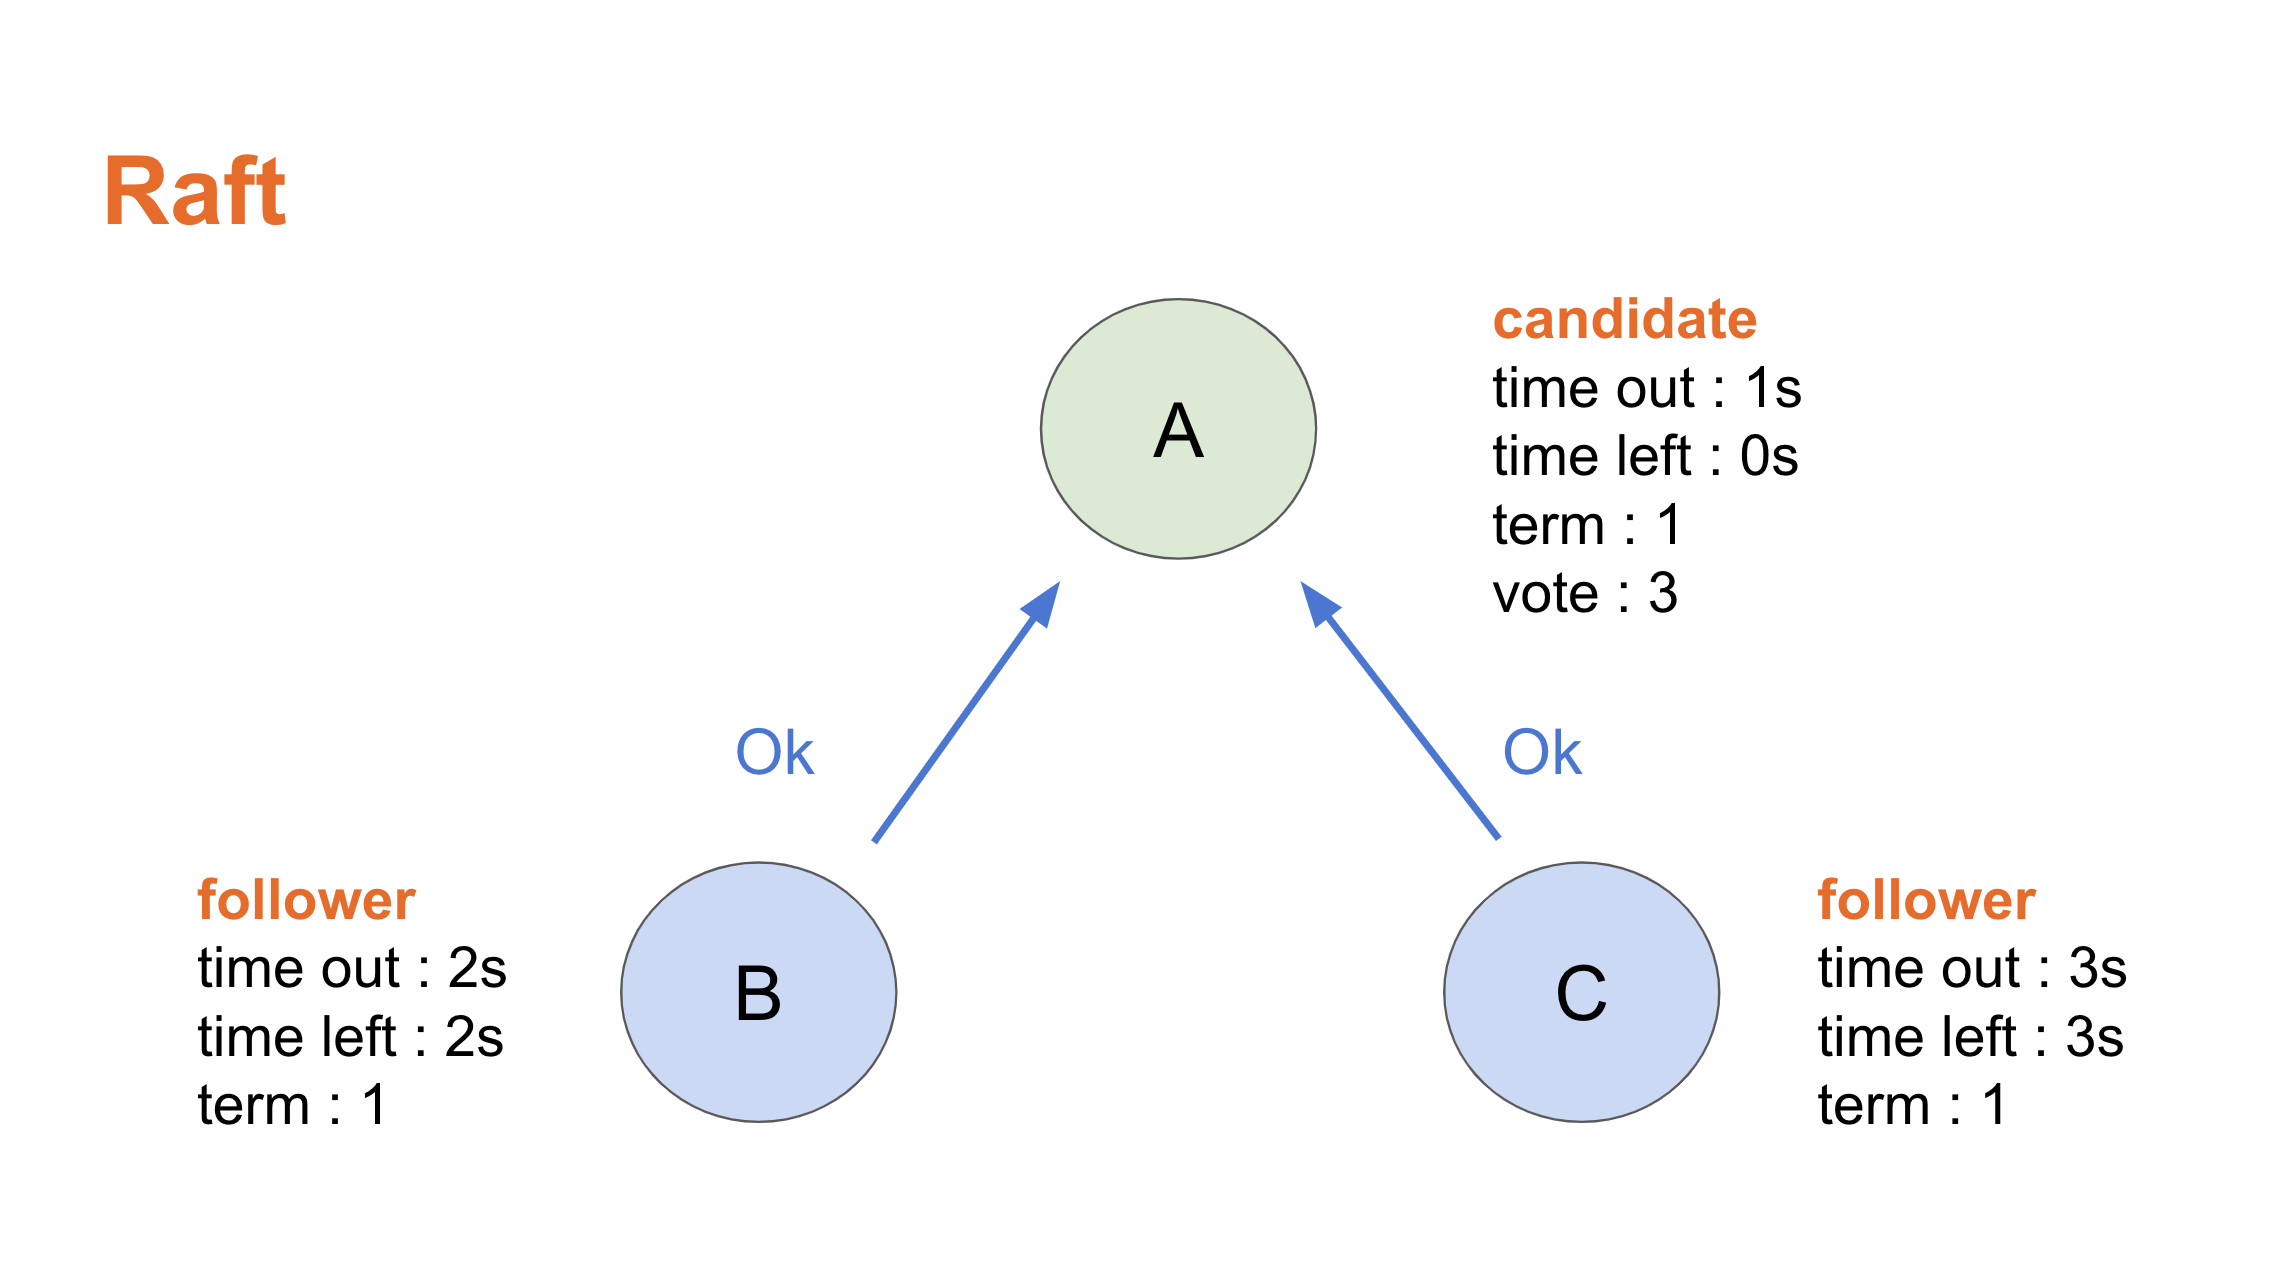 Raft
A
candidate
time out : 1s
time left : 0s
term : 1
vote : 3
Ok
Ok
follower
time out : 2s
time left : 2s
term : 1
B
C
follower
time out : 3s
time left : 3s
term : 1